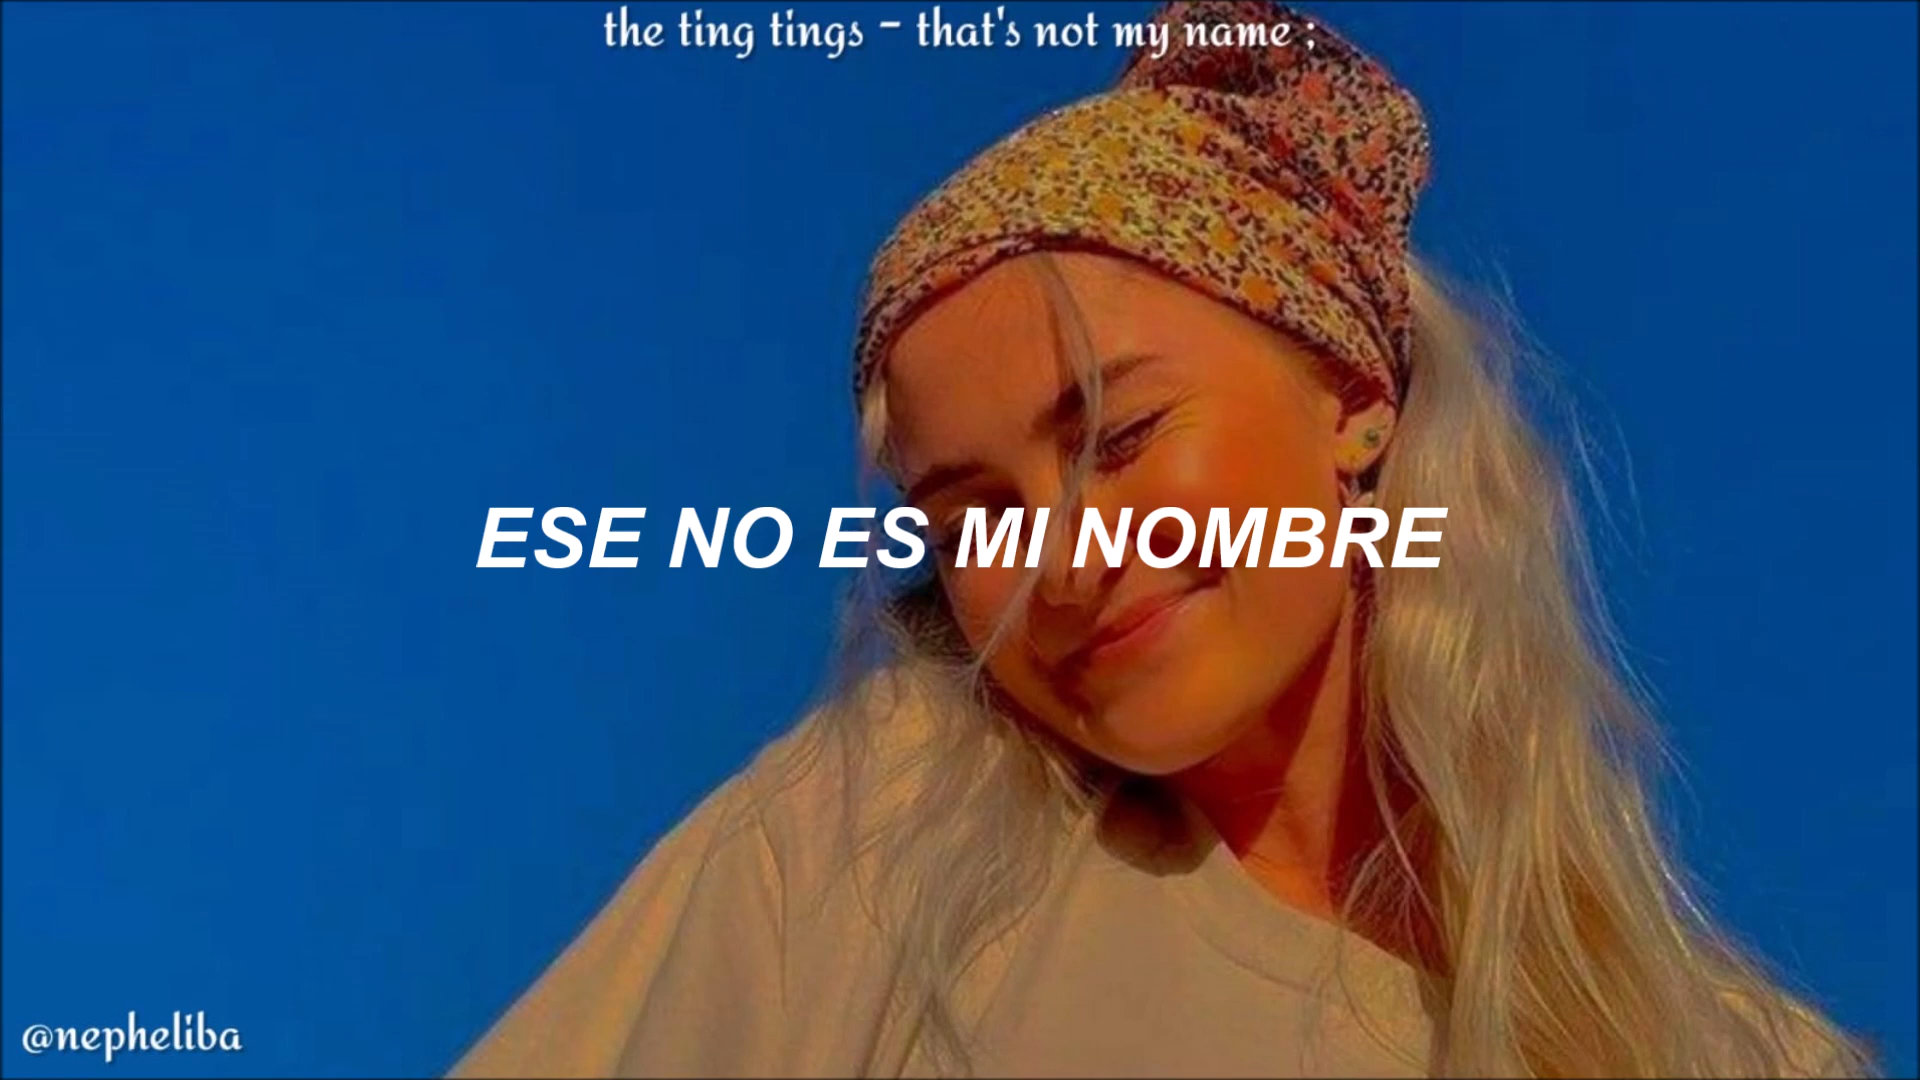 the ting tings - that's not my name ;
ESE NO ES MI NOMBRE
@nepheliba